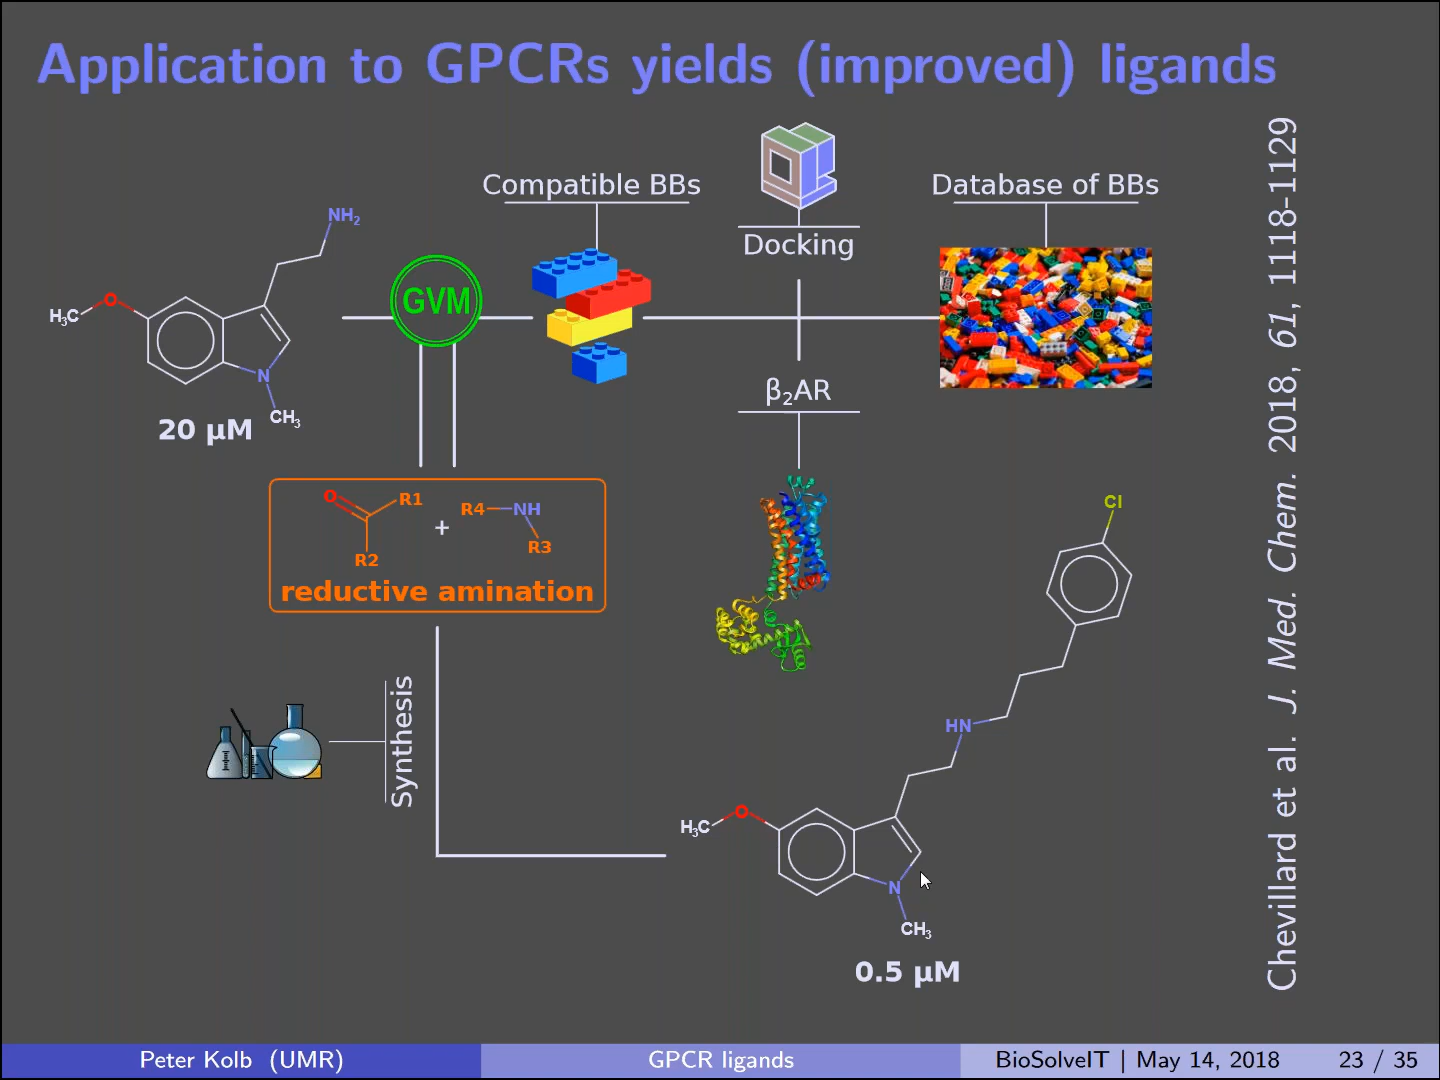 Application to GPCRs yields (improved) ligands
Compatible BBs
Docking
Database of BBs
NH2
H3C
O
N
CH3
20 µM
GVM
β2AR
O
R1
R2
+
R4
NH
R3
reductive amination
Synthesis
Cl
HN
H3C
O
N
CH3
0.5 µM
Chevillard et al. J. Med. Chem. 2018, 61, 1118-1129
Peter Kolb (UMR)
GPCR ligands
BioSolveIT | May 14, 2018
23 / 35